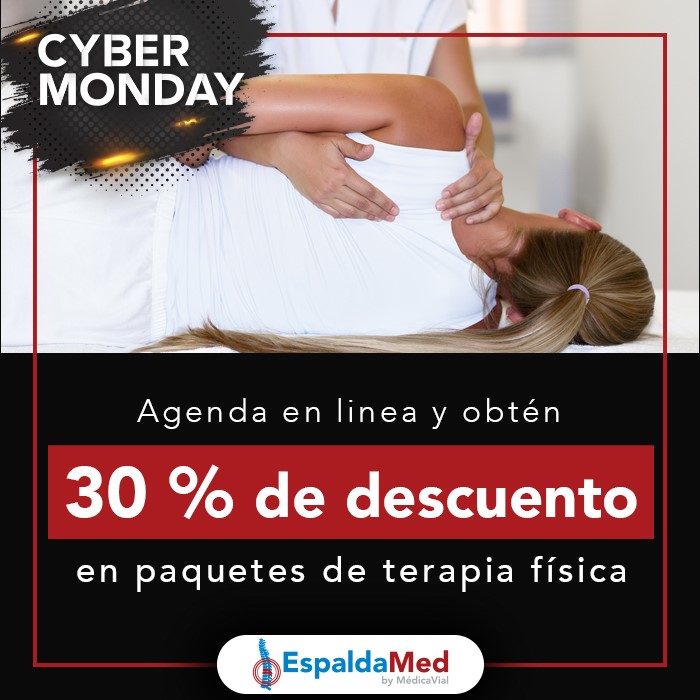 CYBER
MONDAY
Agenda en linea y obtén
30 % de descuento
en paquetes de terapia física
EspaldaMed
by MédicaVial